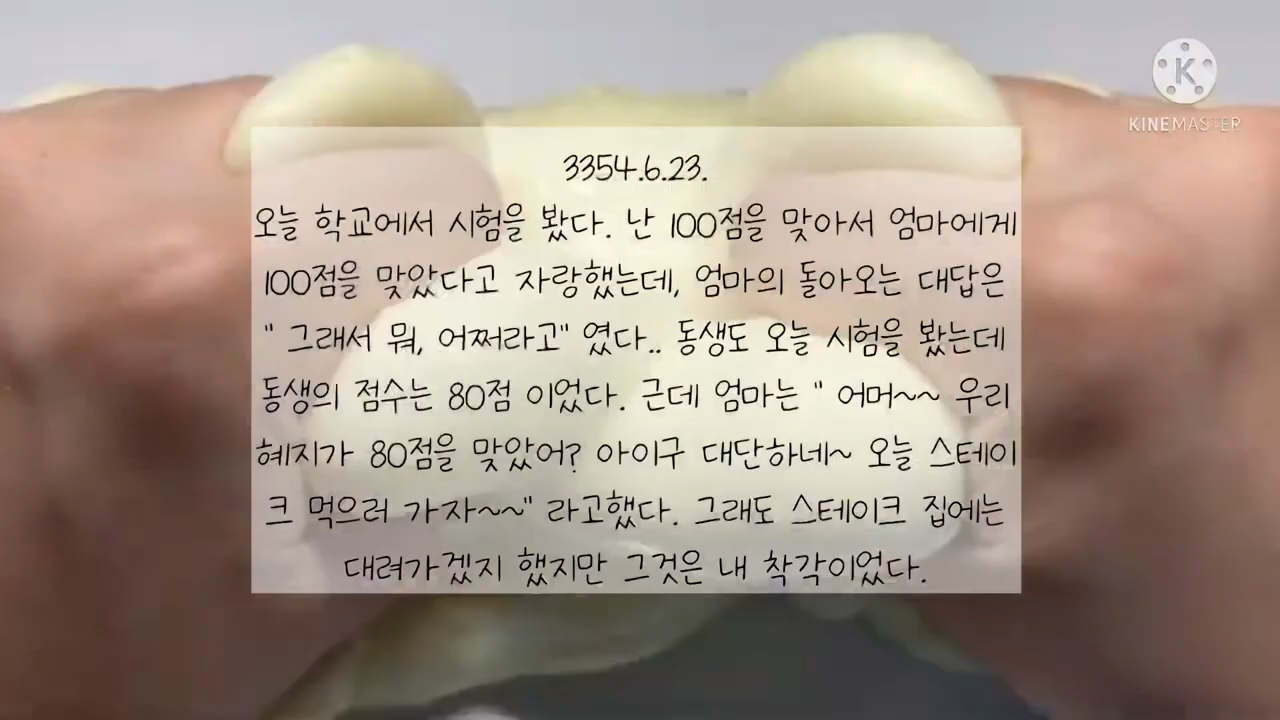 KINEMASTER
3354.6.23.
오늘 학교에서 시험을 봤다. 난 100점을 맞아서 엄마에게
100점을 맞았다고 자랑했는데, 엄마의 돌아오는 대답은
" 그래서 뭐, 어쩌라고" 였다.. 동생도 오늘 시험을 봤는데
동생의 점수는 80점 이었다. 근데 엄마는 " 어머~~ 우리
혜지가 80점을 맞았어? 아이구 대단하네~ 오늘 스테이
크 먹으러 가자~~" 라고했다. 그래도 스테이크 집에는
대려가겠지 했지만 그것은 내 착각이었다.